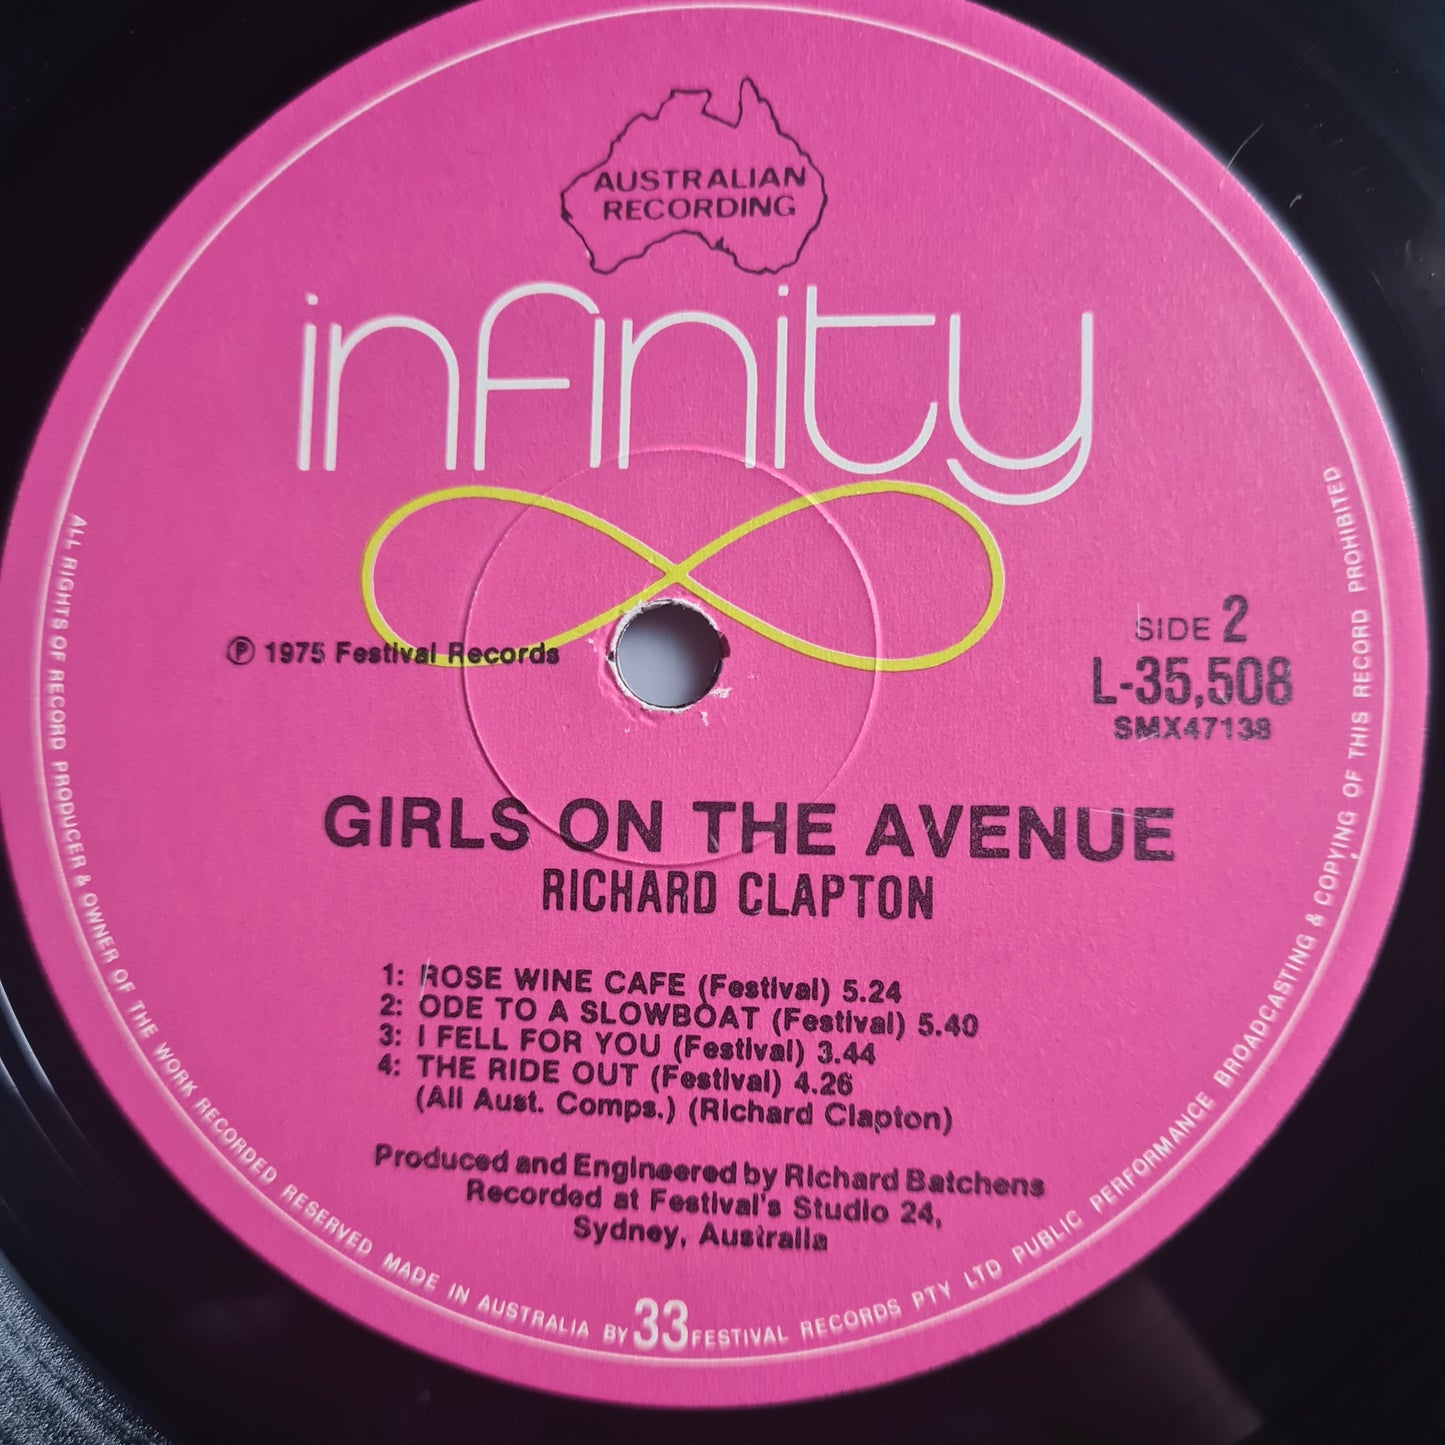 AUSTRALIAN
RECORDING
infinity
℗ 1975 Festival Records
SIDE 2
L-35,508
SMX47138
GIRLS ON THE AVENUE
RICHARD CLAPTON
1: ROSE WINE CAFE (Festival) 5.24
2: ODE TO A SLOWBOAT (Festival) 5.40
3: I FELL FOR YOU (Festival) 3.44
4: THE RIDE OUT (Festival) 4.26
(All Aust. Comps.) (Richard Clapton)
Produced and Engineered by Richard Batchens
Recorded at Festival's Studio 24,
Sydney, Australia
ALL RIGHTS OF RECORD PRODUCER & OWNER OF THE WORK RECORDED RESERVED MADE IN AUSTRALIA BY 33 FESTIVAL RECORDS PTY LTD PUBLIC PERFORMANCE BROADCASTING & COPYING OF THIS RECORD PROHIBITED